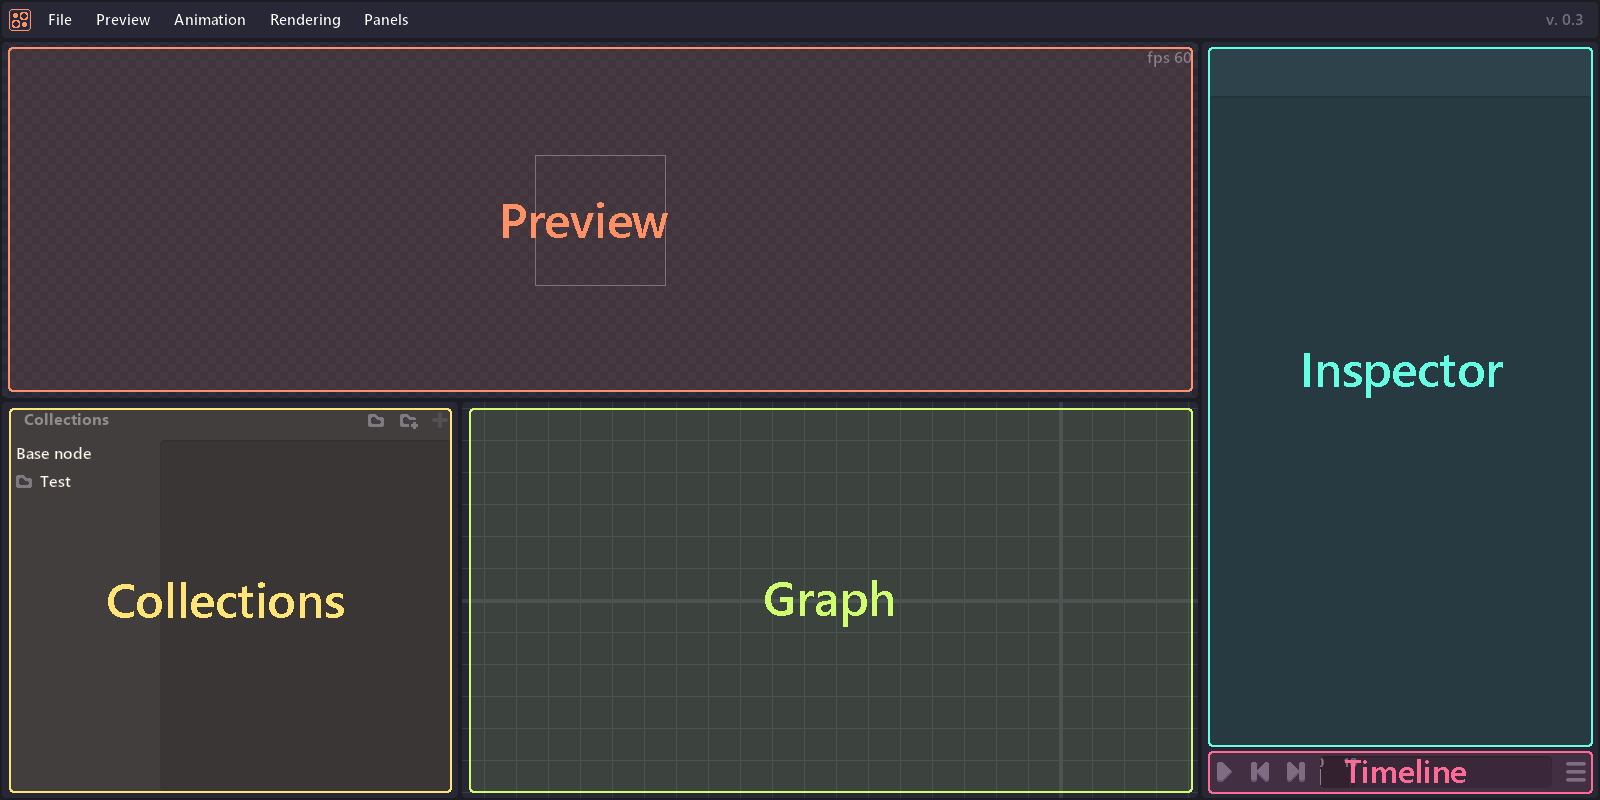 File Preview Animation Rendering Panels v. 0.3
fps 60
Preview
Inspector
Collections
Base node
Test
Collections
Graph
Timeline